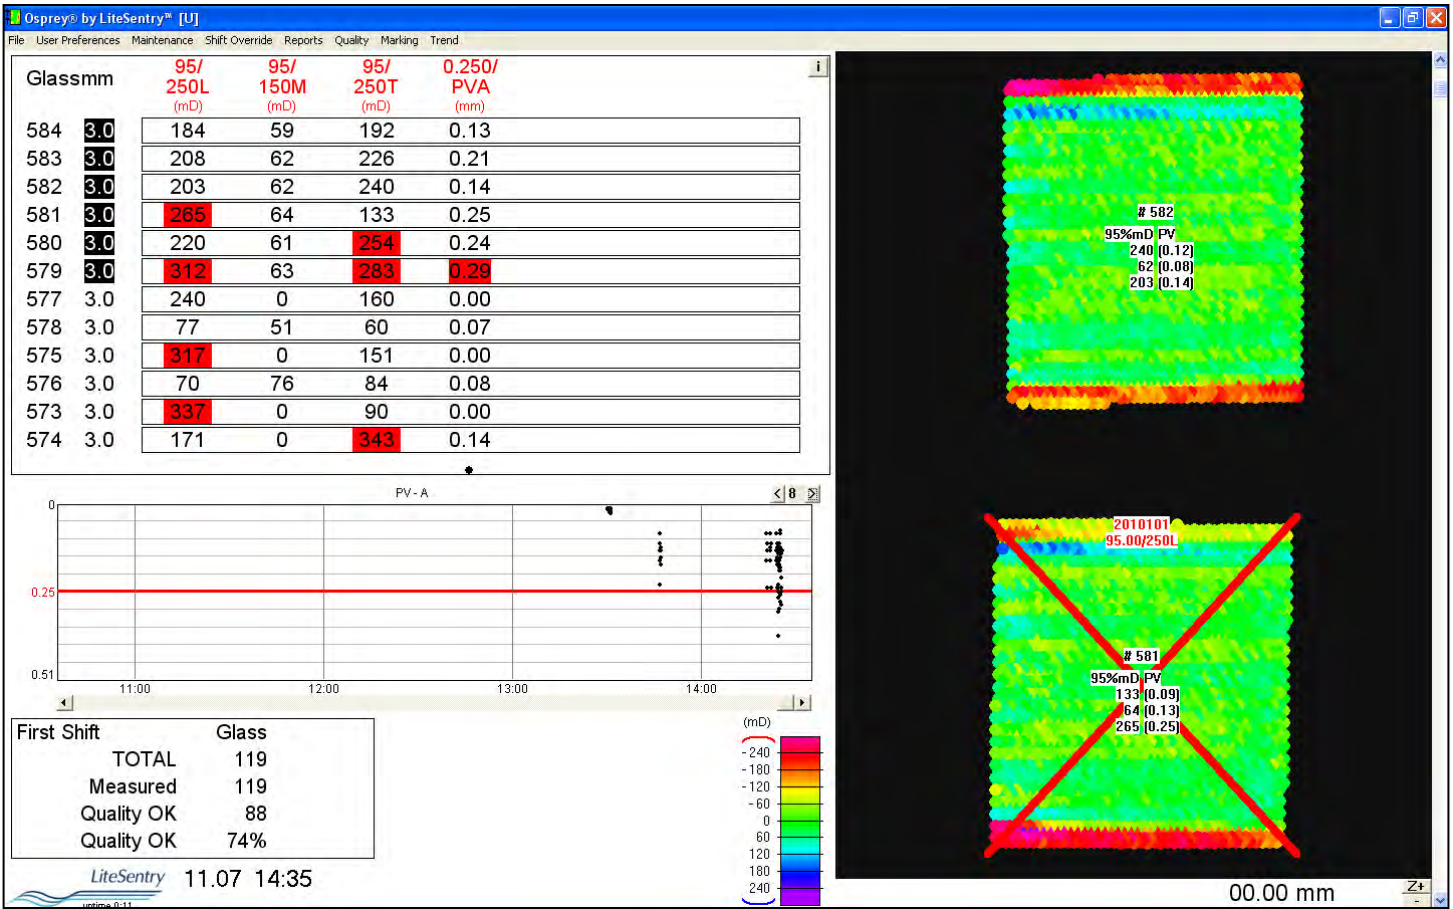 Osprey® by LiteSentry™ [U]
File User Preferences Maintenance Shift Override Reports Quality Marking Trend
Glassmm 95/ 250L (mD) 95/ 150M (mD) 95/ 250T (mD) 0.250/ PVA (mm) i
584 3.0 184 59 192 0.13
583 3.0 208 62 226 0.21
582 3.0 203 62 240 0.14
581 3.0 265 64 133 0.25
580 3.0 220 61 254 0.24
579 3.0 312 63 283 0.29
577 3.0 240 0 160 0.00
578 3.0 77 51 60 0.07
575 3.0 317 0 151 0.00
576 3.0 70 76 84 0.08
573 3.0 337 0 90 0.00
574 3.0 171 0 343 0.14
PV - A
< 8 >
0
0.25
0.51
11:00 12:00 13:00 14:00
First Shift Glass
TOTAL 119
Measured 119
Quality OK 88
Quality OK 74%
LiteSentry 11.07 14:35
uptime 0:11
(mD)
- 240
- 180
- 120
- 60
0
60
120
180
240
# 582
95%mD PV
240 (0.12)
62 (0.08)
203 (0.14)
2010101
95.00/250L
# 581
95%mD PV
133 (0.09)
64 (0.13)
265 (0.25)
00.00 mm
Z+
-